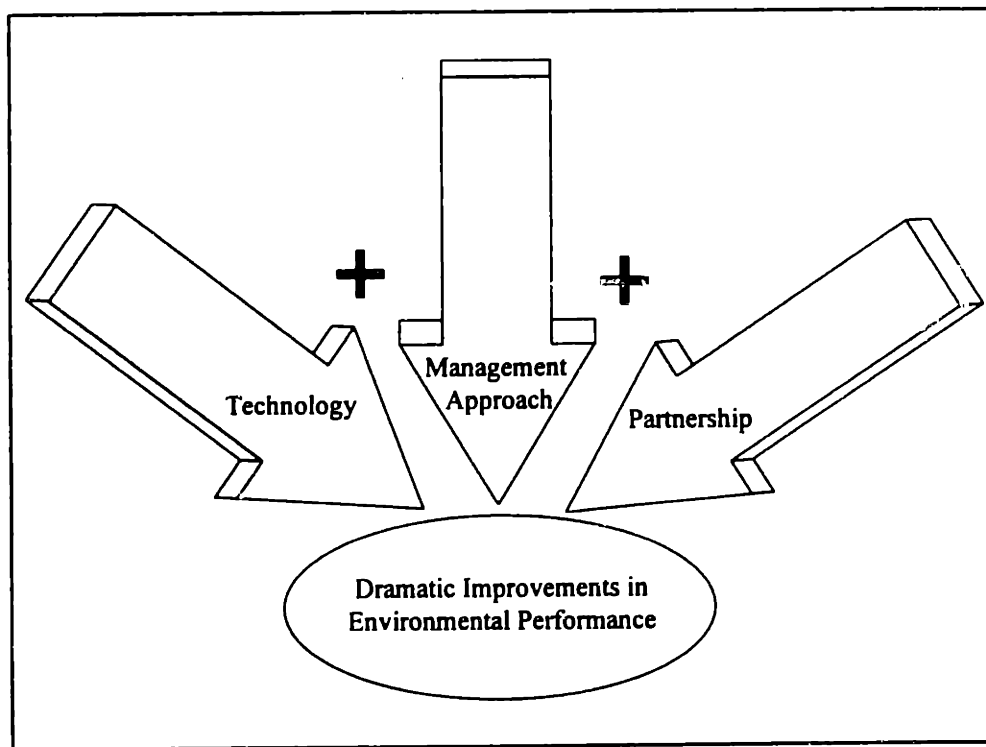 +
+
Management
Approach
Technology
Partnership
Dramatic Improvements in
Environmental Performance